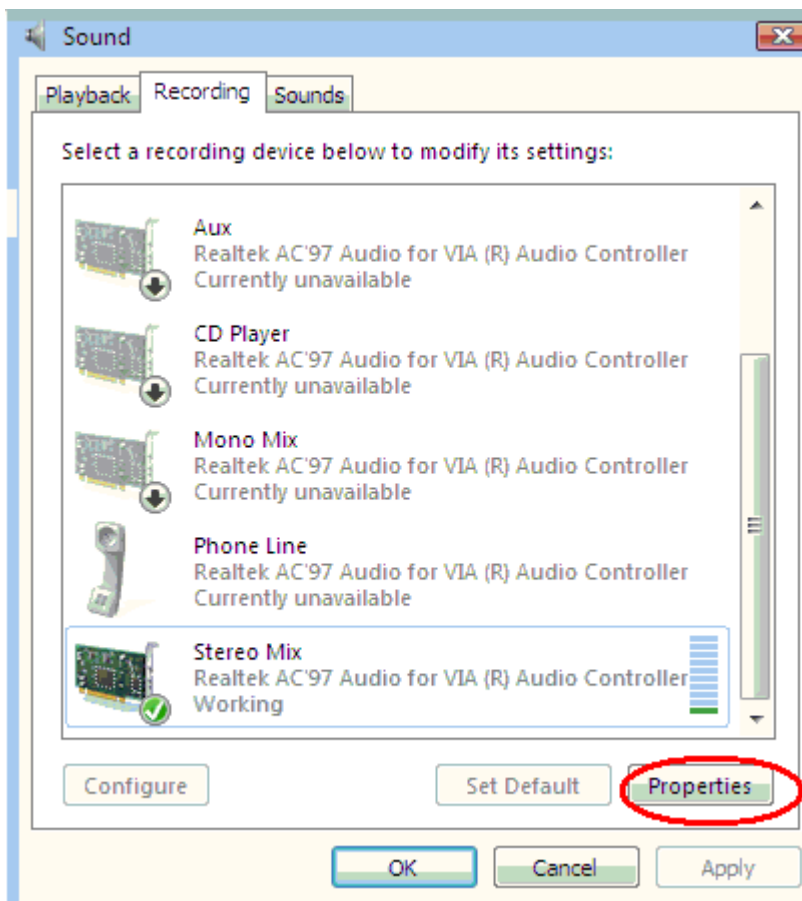 Sound
Playback Recording Sounds
Select a recording device below to modify its settings:
Aux
Realtek AC'97 Audio for VIA (R) Audio Controller
Currently unavailable
CD Player
Realtek AC'97 Audio for VIA (R) Audio Controller
Currently unavailable
Mono Mix
Realtek AC'97 Audio for VIA (R) Audio Controller
Currently unavailable
Phone Line
Realtek AC'97 Audio for VIA (R) Audio Controller
Currently unavailable
Stereo Mix
Realtek AC'97 Audio for VIA (R) Audio Controller
Working
Configure Set Default Properties
OK Cancel Apply